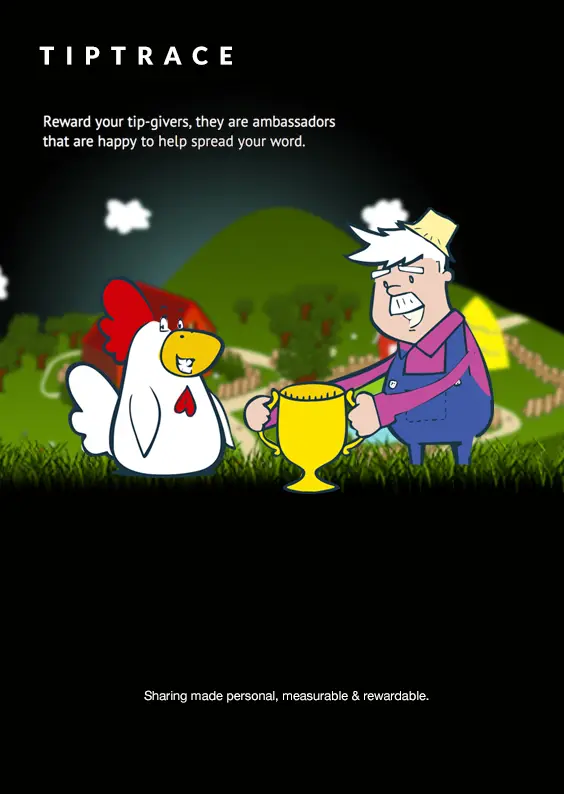 TIPTRACE
Reward your tip-givers, they are ambassadors
that are happy to help spread your word.
Sharing made personal, measurable & rewardable.